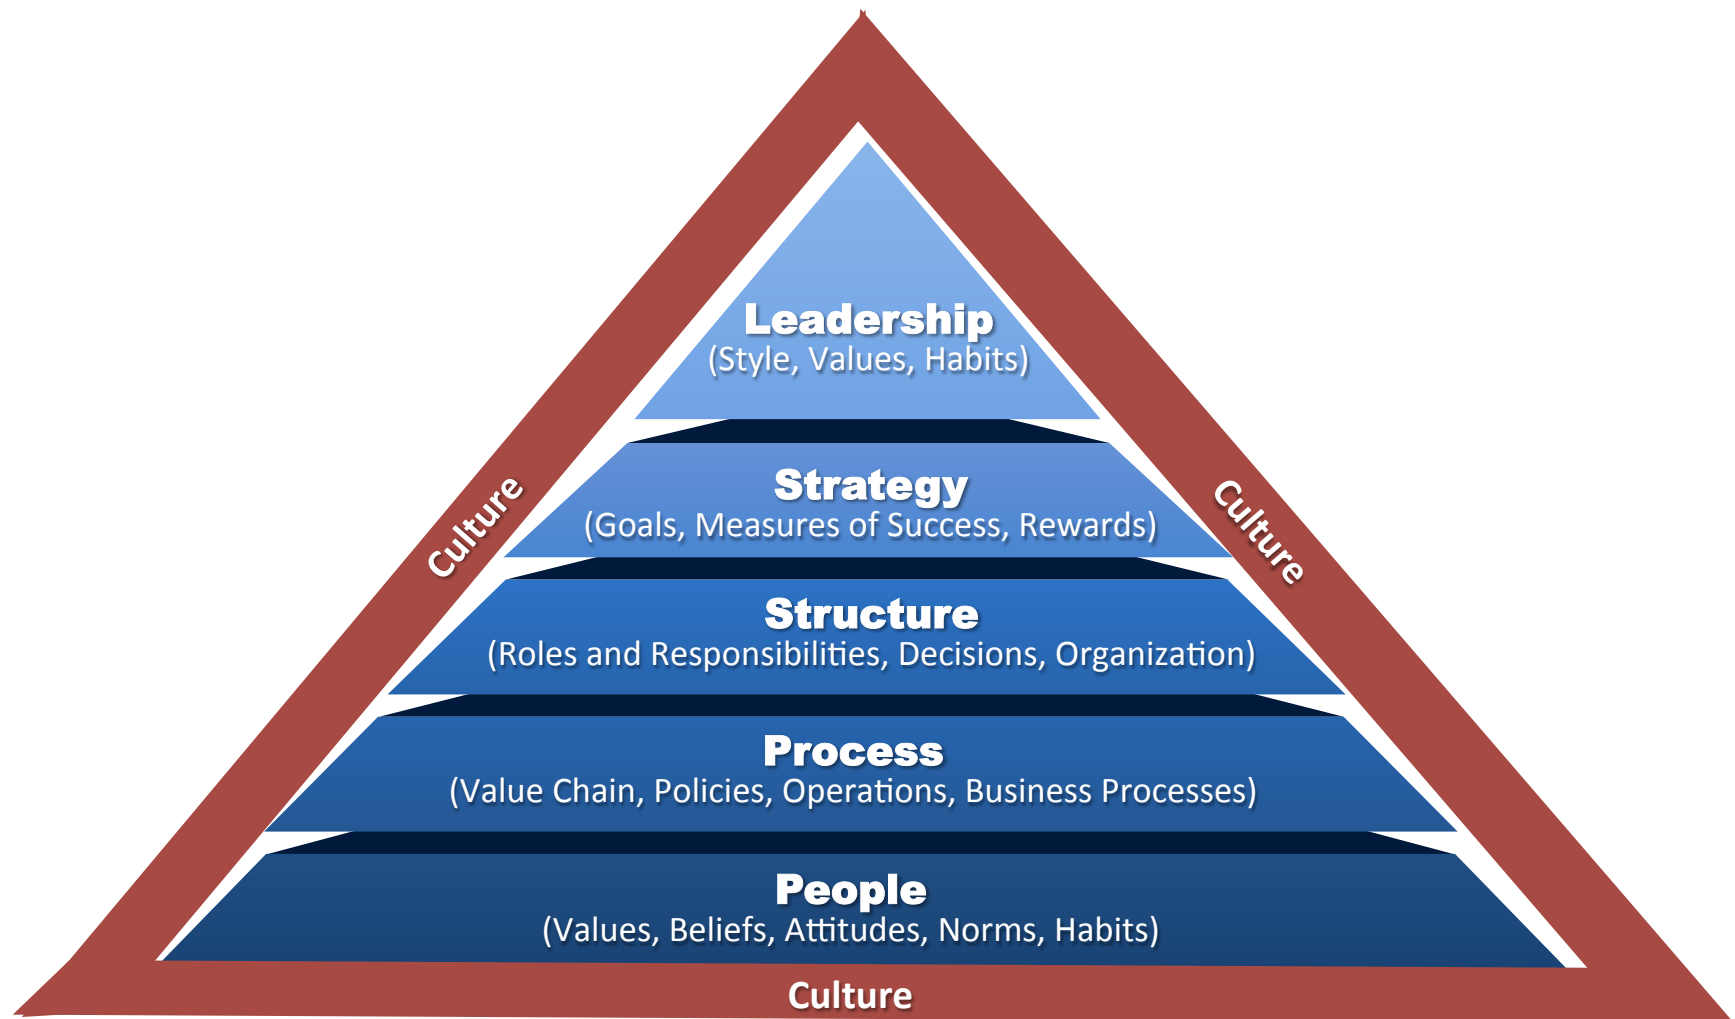 Leadership
(Style, Values, Habits)
Strategy
(Goals, Measures of Success, Rewards)
Culture
Culture
Structure
(Roles and Responsibilities, Decisions, Organization)
Process
(Value Chain, Policies, Operations, Business Processes)
People
(Values, Beliefs, Attitudes, Norms, Habits)
Culture